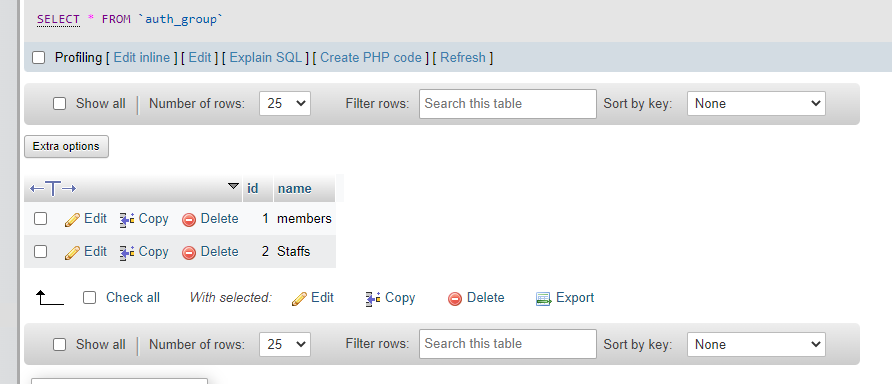 SELECT * FROM `auth_group`
Profiling [ Edit inline ] [ Edit ] [ Explain SQL ] [ Create PHP code ] [ Refresh ]
Show all Number of rows: 25 Filter rows: Search this table Sort by key: None
Extra options
id name
Edit Copy Delete 1 members
Edit Copy Delete 2 Staffs
Check all With selected: Edit Copy Delete Export
Show all Number of rows: 25 Filter rows: Search this table Sort by key: None